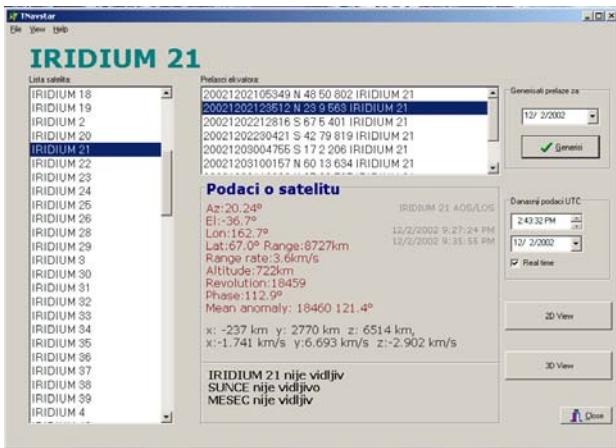 TNavstar
File View Help
IRIDIUM 21
Lista satelita:
IRIDIUM 18
IRIDIUM 19
IRIDIUM 2
IRIDIUM 20
IRIDIUM 21
IRIDIUM 22
IRIDIUM 23
IRIDIUM 24
IRIDIUM 25
IRIDIUM 26
IRIDIUM 28
IRIDIUM 29
IRIDIUM 3
IRIDIUM 30
IRIDIUM 31
IRIDIUM 32
IRIDIUM 33
IRIDIUM 34
IRIDIUM 35
IRIDIUM 36
IRIDIUM 37
IRIDIUM 38
IRIDIUM 39
IRIDIUM 4
Prelasci ekvatora:
20021202105349 N 48 50 802 IRIDIUM 21
20021202123512 N 23 9 563 IRIDIUM 21
20021202212816 S 67 5 401 IRIDIUM 21
20021202230421 S 42 79 819 IRIDIUM 21
20021203004755 S 17 2 206 IRIDIUM 21
20021203100157 N 60 13 634 IRIDIUM 21
Podaci o satelitu
Az:20.24º
El:-36.7º
Lon:162.7º
Lat:67.0º Range:8727km
Range rate:3.6km/s
Altitude:722km
Revolution:18459
Phase:112.9º
Mean anomaly: 18460 121.4º
IRIDIUM 21 AOS/LOS
12/2/2002 9:27:24 PM
12/2/2002 9:35:55 PM
x: -237 km y: 2770 km z: 6514 km,
x:-1.741 km/s y:6.693 km/s z:-2.902 km/s
IRIDIUM 21 nije vidljiv
SUNCE nije vidljivo
MESEC nije vidljiv
Generisati prelaze za:
12/ 2/2002
Generisi
Danasnji podaci UTC:
2:43:32 PM
12/ 2/2002
Real time
2D View
3D View
Close